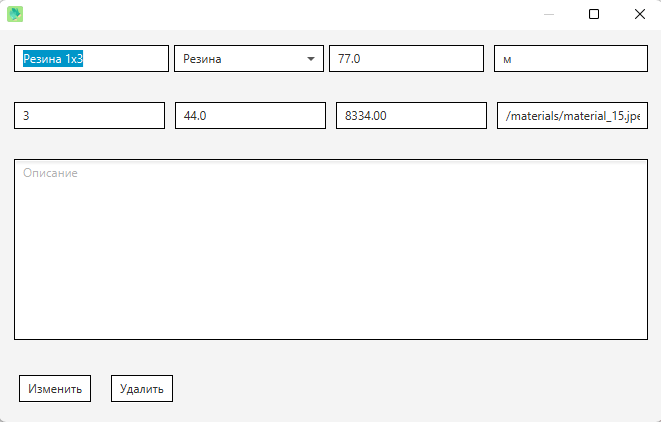 Резина 1x3
Резина
77.0
м
3
44.0
8334.00
/materials/material_15.jpe
Описание
Изменить
Удалить